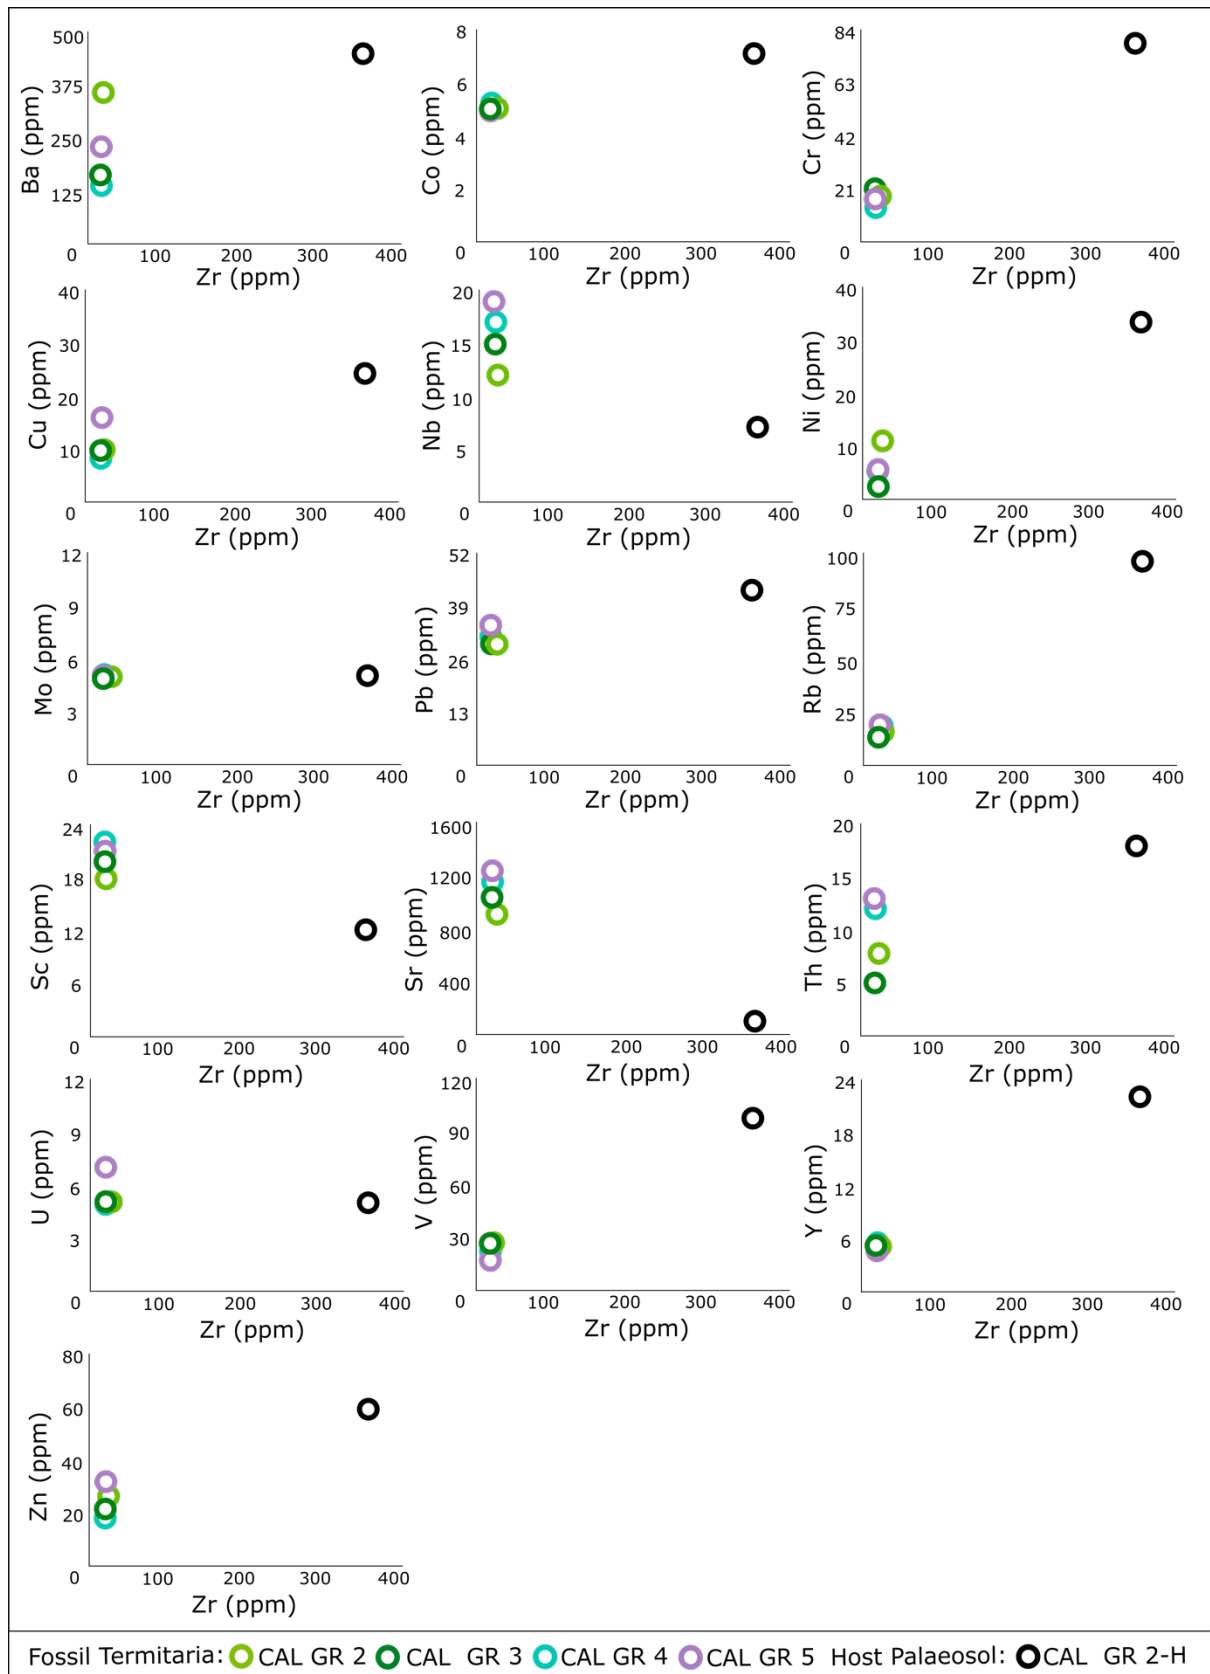 500
375
250
125
0
Ba (ppm)
100 200 300 400
Zr (ppm)
8
6
4
2
0
Co (ppm)
100 200 300 400
Zr (ppm)
84
63
42
21
0
Cr (ppm)
100 200 300 400
Zr (ppm)
40
30
20
10
0
Cu (ppm)
100 200 300 400
Zr (ppm)
20
15
10
5
0
Nb (ppm)
100 200 300 400
Zr (ppm)
40
30
20
10
0
Ni (ppm)
100 200 300 400
Zr (ppm)
12
9
6
3
0
Mo (ppm)
100 200 300 400
Zr (ppm)
52
39
26
13
0
Pb (ppm)
100 200 300 400
Zr (ppm)
100
75
50
25
0
Rb (ppm)
100 200 300 400
Zr (ppm)
24
18
12
6
0
Sc (ppm)
100 200 300 400
Zr (ppm)
1600
1200
800
400
0
Sr (ppm)
100 200 300 400
Zr (ppm)
20
15
10
5
0
Th (ppm)
100 200 300 400
Zr (ppm)
12
9
6
3
0
U (ppm)
100 200 300 400
Zr (ppm)
120
90
60
30
0
V (ppm)
100 200 300 400
Zr (ppm)
24
18
12
6
0
Y (ppm)
100 200 300 400
Zr (ppm)
80
60
40
20
0
Zn (ppm)
100 200 300 400
Zr (ppm)
Fossil Termitaria: CAL GR 2 CAL GR 3 CAL GR 4 CAL GR 5 Host Palaeosol: CAL GR 2-H